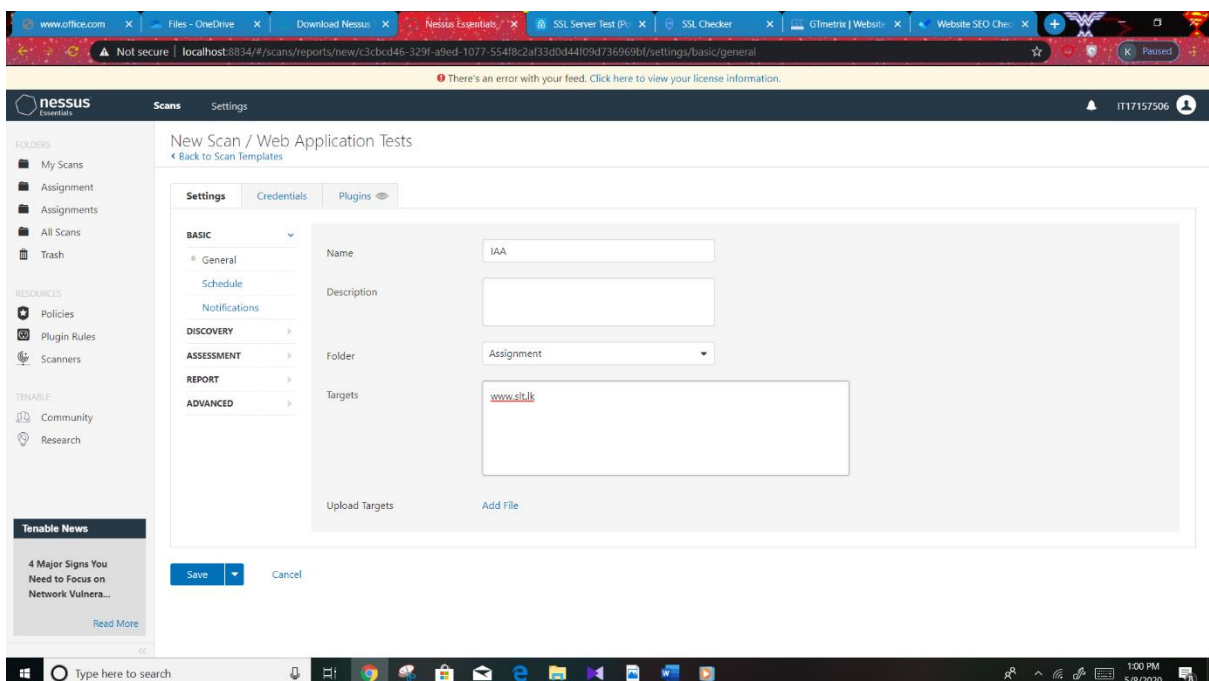 www.office.com
Files - OneDrive
Download Nessus
Nessus Essentials /
SSL Server Test (Po
SSL Checker
GTmetrix | Website
Website SEO Chec
Not secure | localhost:8834/#/scans/reports/new/c3cbcd46-329f-a9ed-1077-554f8c2af33d0d44f09d736969bf/settings/basic/general
K Paused
There's an error with your feed. Click here to view your license information.
nessus
Essentials
Scans Settings
IT17157506
FOLDERS
My Scans
Assignment
Assignments
All Scans
Trash
RESOURCES
Policies
Plugin Rules
Scanners
TENABLE
Community
Research
Tenable News
4 Major Signs You
Need to Focus on
Network Vulnera...
Read More
New Scan / Web Application Tests
Back to Scan Templates
Settings Credentials Plugins
BASIC
General
Schedule
Notifications
DISCOVERY
ASSESSMENT
REPORT
ADVANCED
Name IAA
Description
Folder Assignment
Targets www.slt.lk
Upload Targets Add File
Save Cancel
Type here to search
1:00 PM
5/8/2020